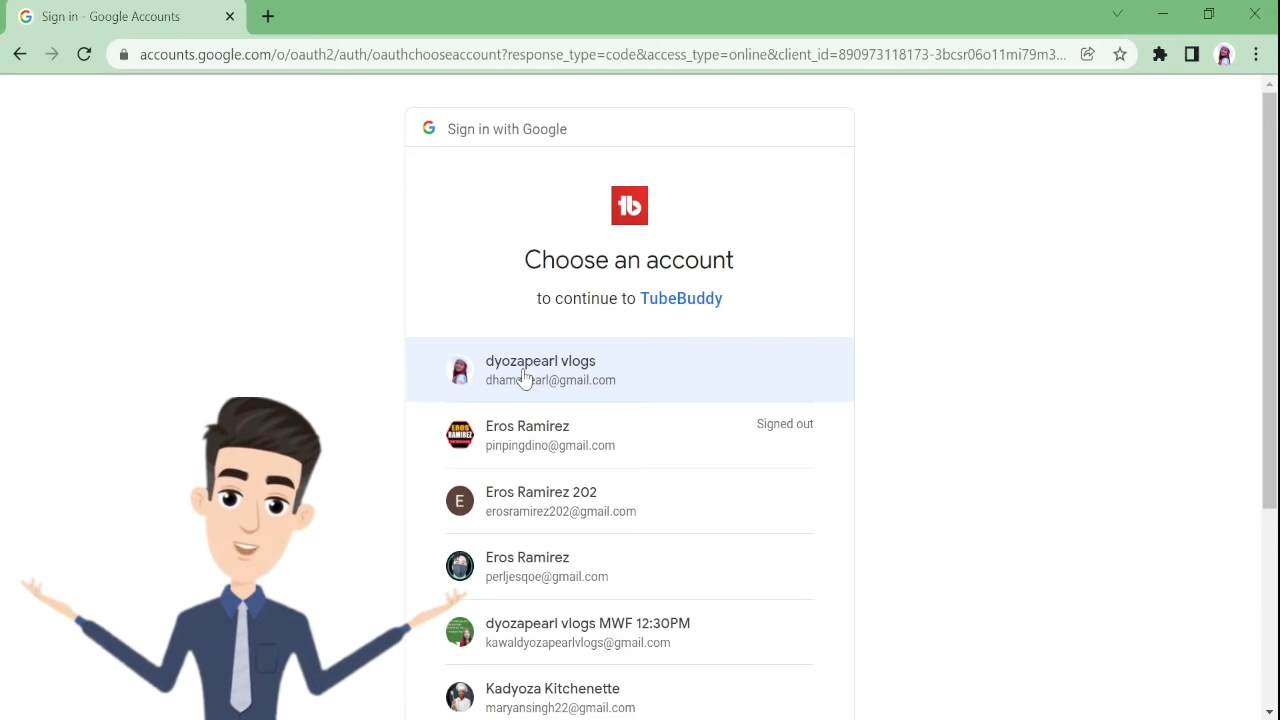 Sign in - Google Accounts
accounts.google.com/o/oauth2/auth/oauthchooseaccount?response_type=code&access_type=online&client_id=890973118173-3bcsr06o11mi79m3...
Sign in with Google
Choose an account
to continue to TubeBuddy
dyozapearl vlogs
@gmail.com
Eros Ramirez
Signed out
pinpingdino@gmail.com
E
Eros Ramirez 202
erosramirez202@gmail.com
Eros Ramirez
perljesqoe@gmail.com
dyozapearl vlogs MWF 12:30PM
kawaldyozapearlvlogs@gmail.com
Kadyoza Kitchenette
maryansingh22@gmail.com